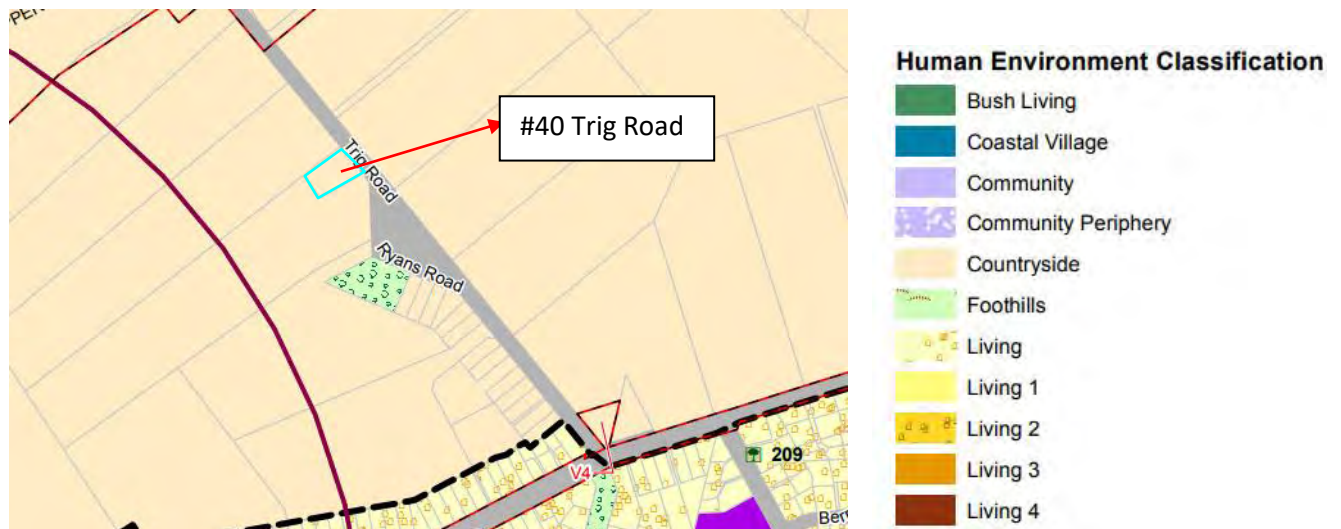 #40 Trig Road
Trig Road
Ryans Road
V4
209
Human Environment Classification
Bush Living
Coastal Village
Community
Community Periphery
Countryside
Foothills
Living
Living 1
Living 2
Living 3
Living 4